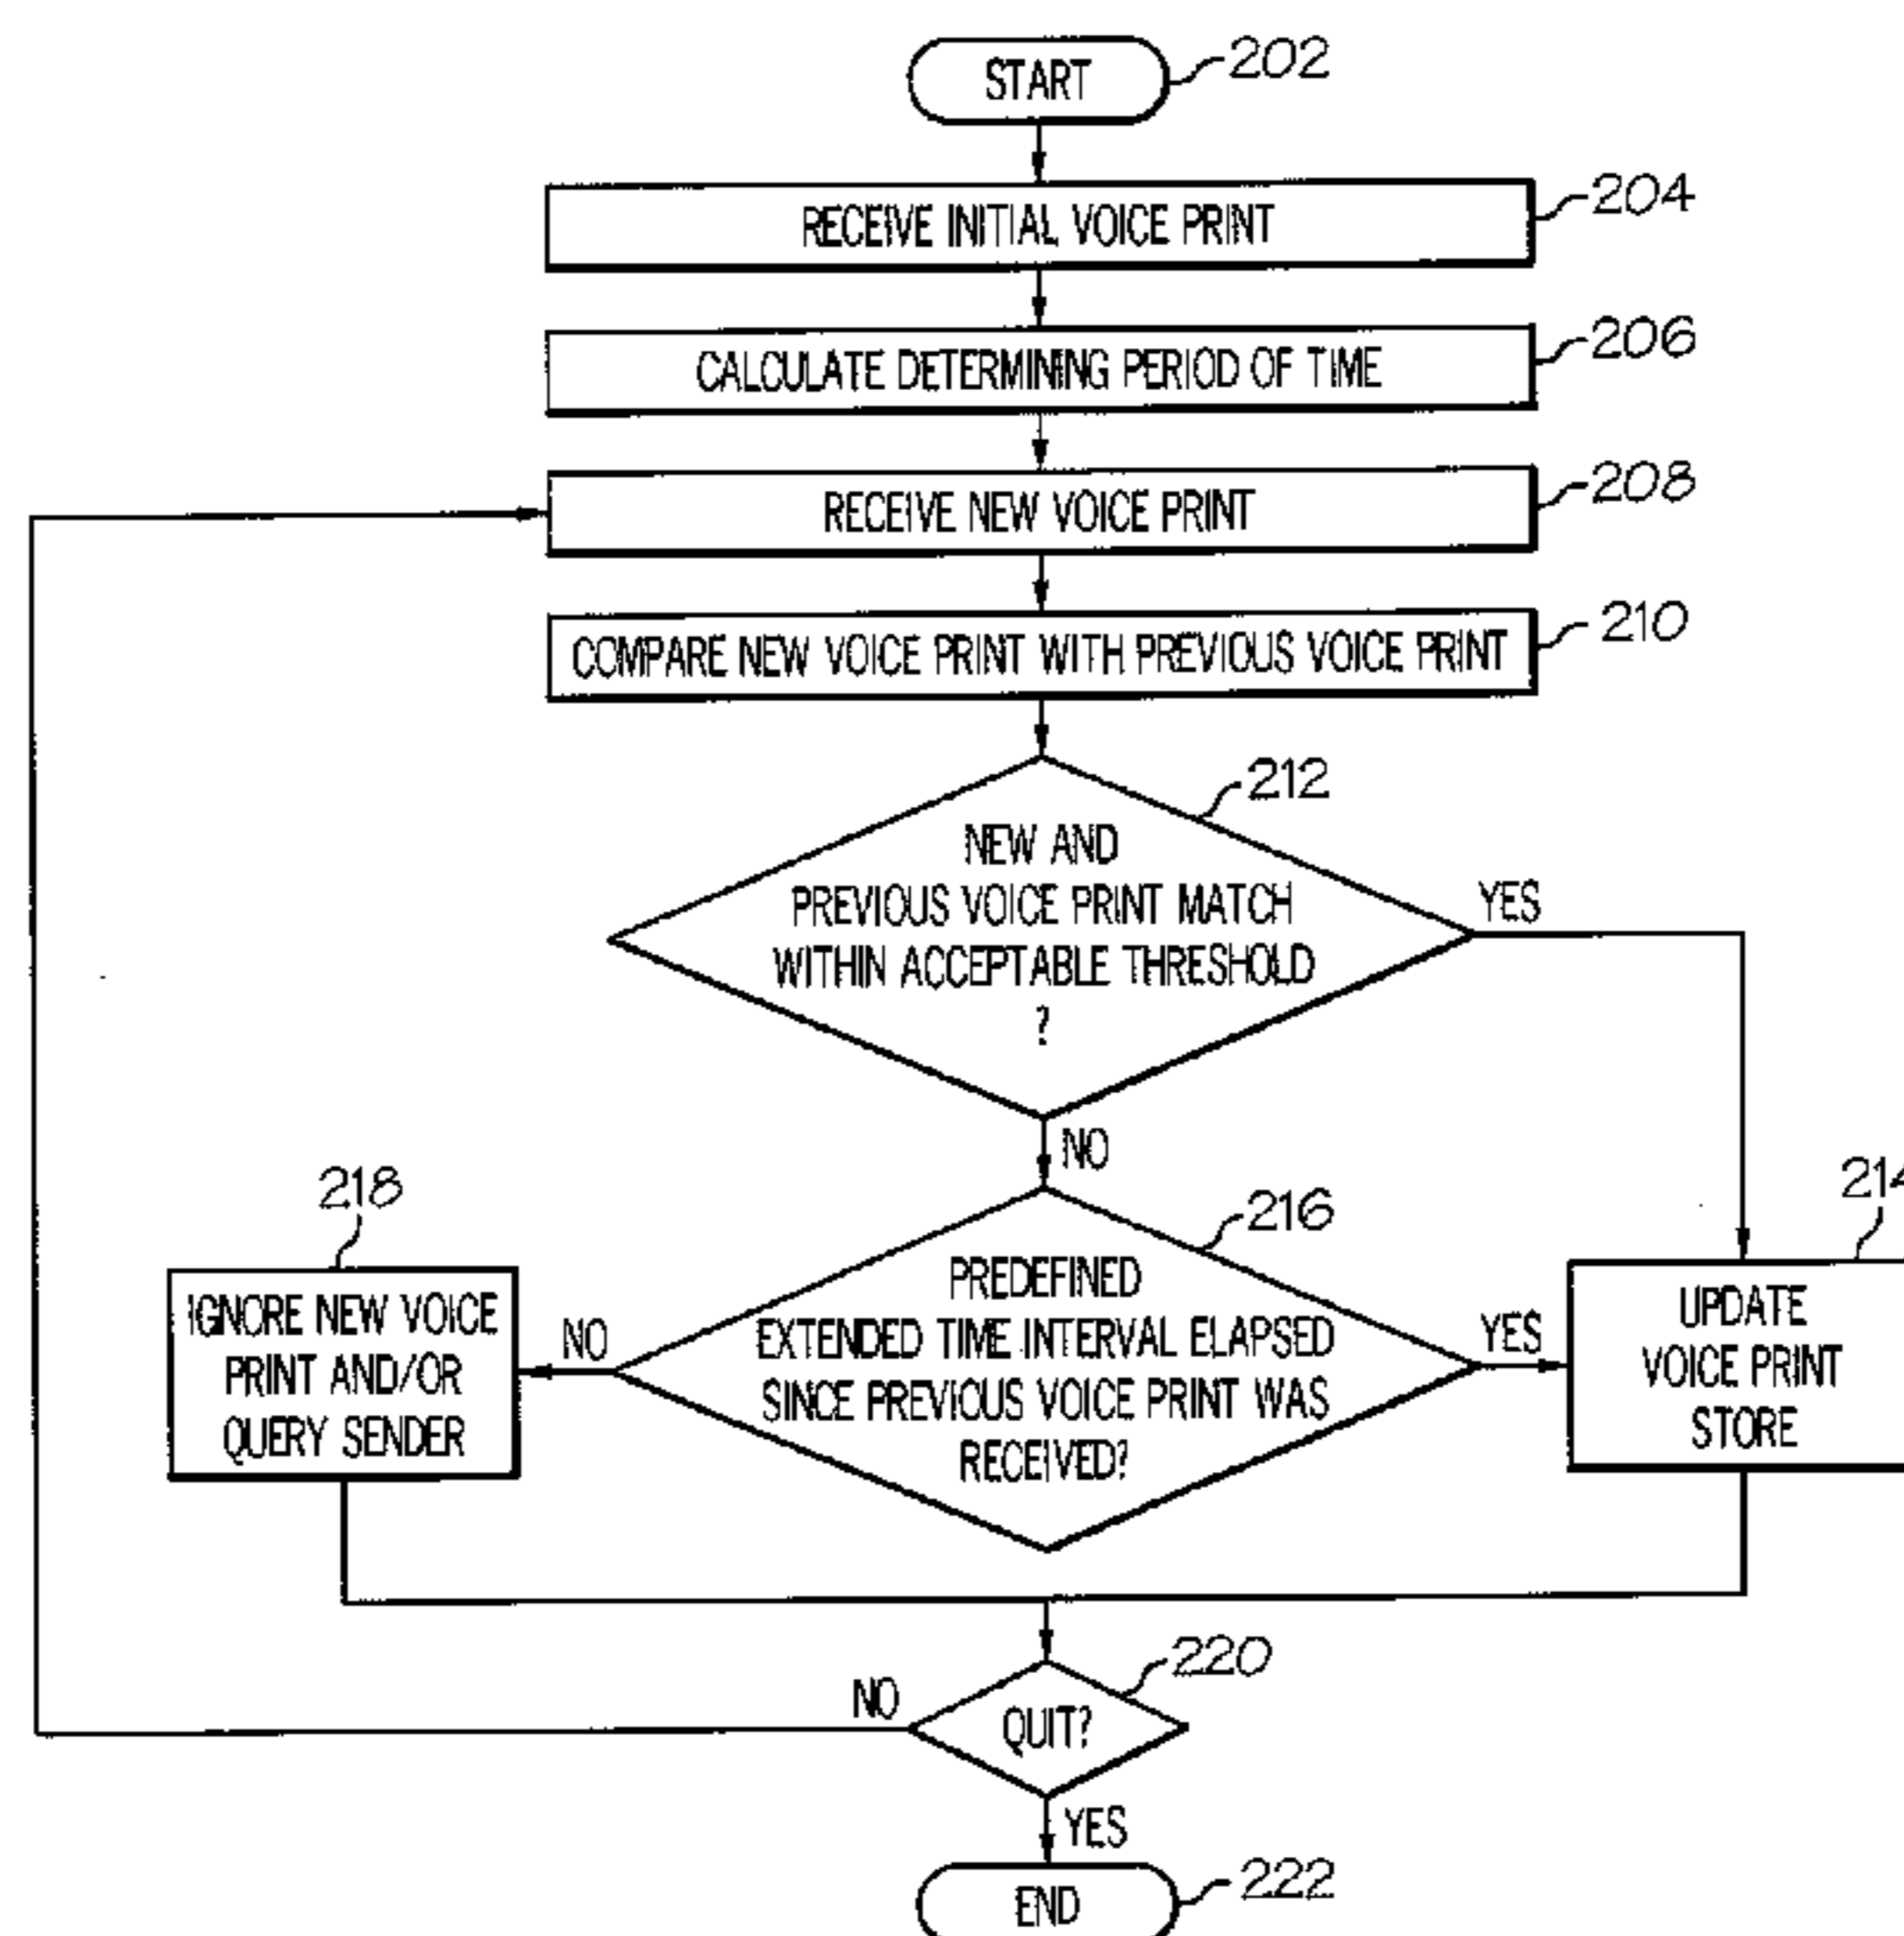 START
202
RECEIVE INITIAL VOICE PRINT
204
CALCULATE DETERMINING PERIOD OF TIME
206
RECEIVE NEW VOICE PRINT
208
COMPARE NEW VOICE PRINT WITH PREVIOUS VOICE PRINT
210
212
NEW AND
PREVIOUS VOICE PRINT MATCH
WITHIN ACCEPTABLE THRESHOLD
?
YES
NO
214
UPDATE
VOICE PRINT
STORE
216
PREDEFINED
EXTENDED TIME INTERVAL ELAPSED
SINCE PREVIOUS VOICE PRINT WAS
RECEIVED?
YES
NO
218
IGNORE NEW VOICE
PRINT AND/OR
QUERY SENDER
220
QUIT?
NO
YES
END
222